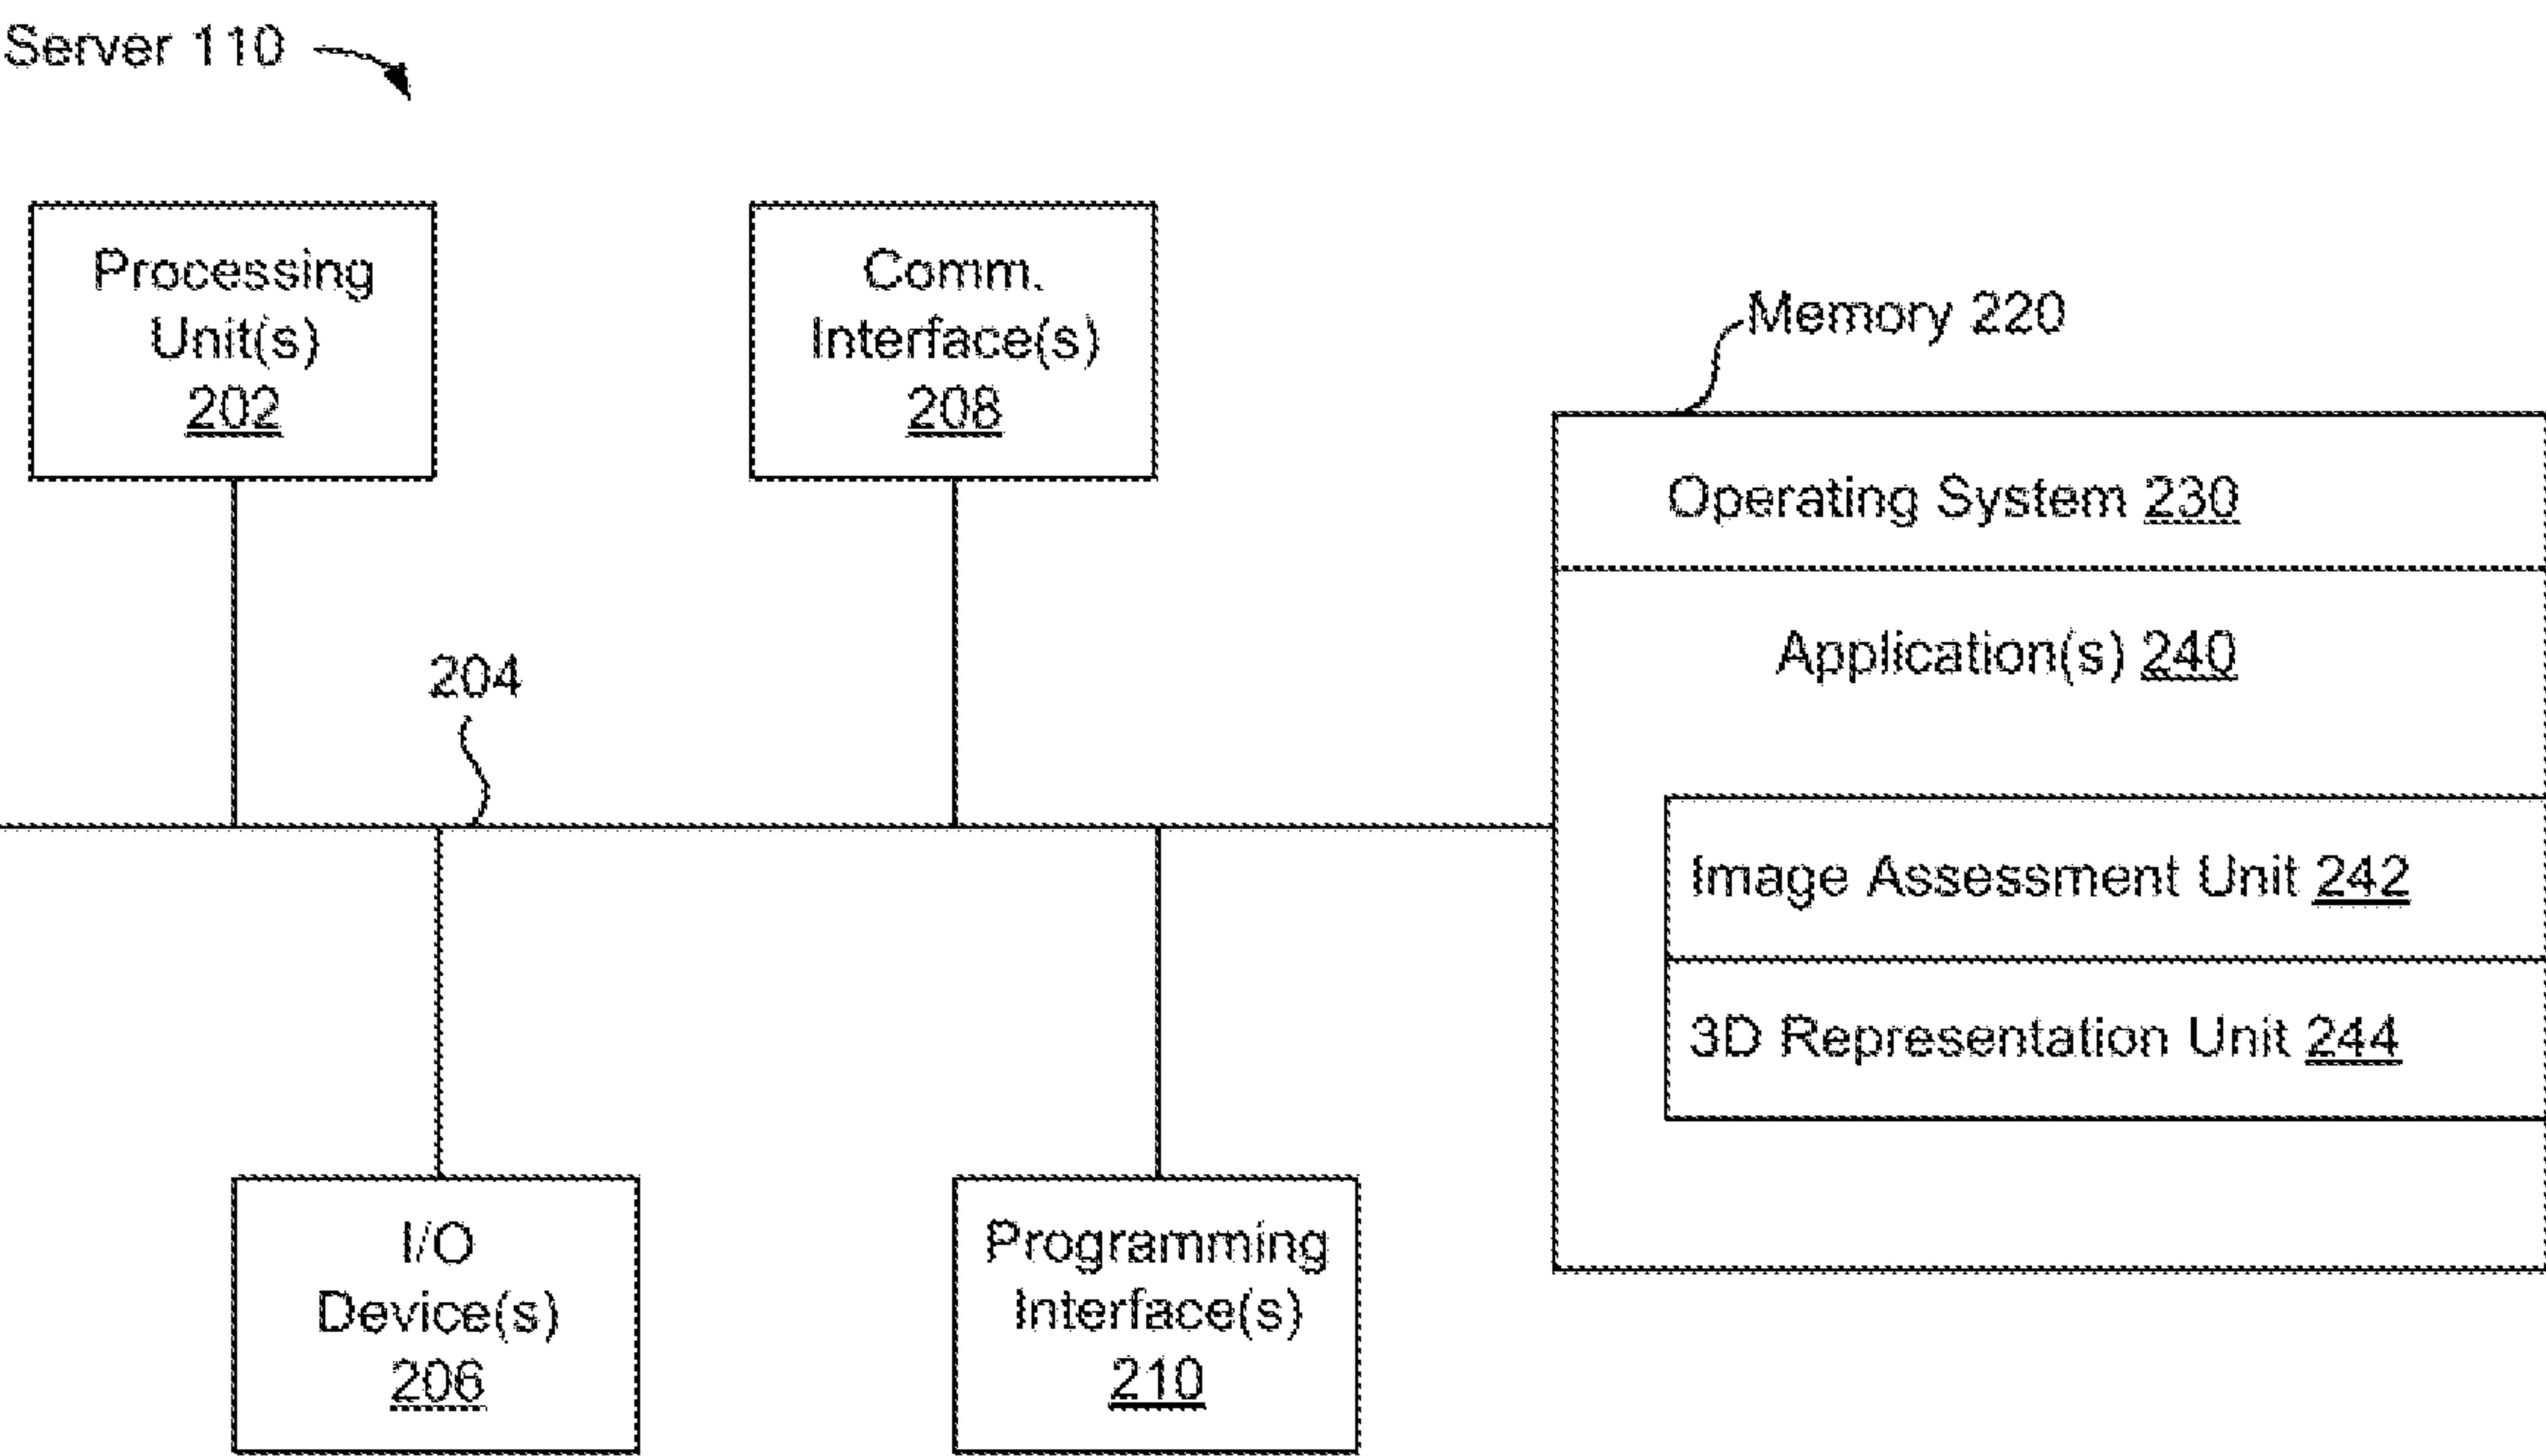 Server 110
Processing
Unit(s)
202
Comm.
Interface(s)
208
Memory 220
Operating System 230
Application(s) 240
204
Image Assessment Unit 242
3D Representation Unit 244
I/O
Device(s)
206
Programming
Interface(s)
210